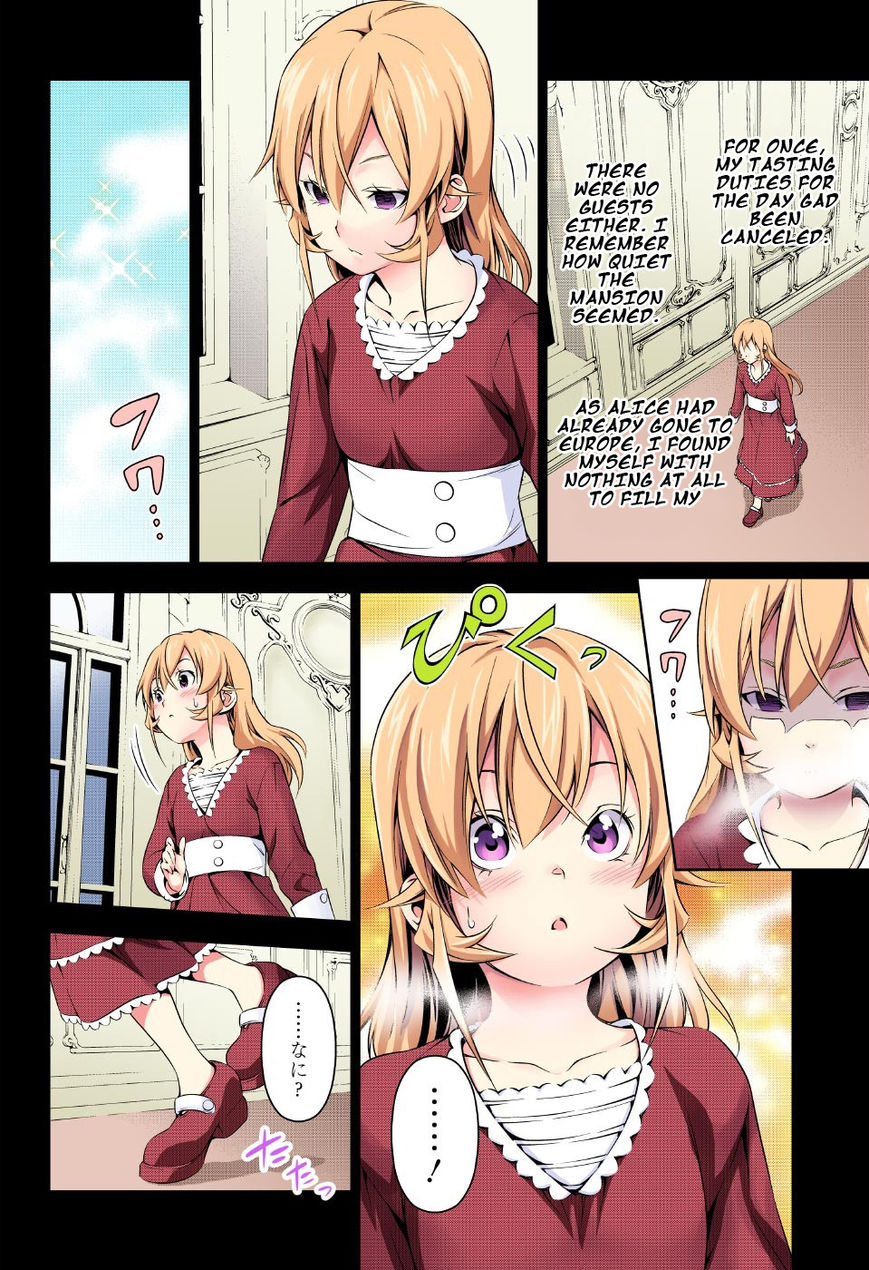 FOR ONCE,
MY TASTING
DUTIES FOR
THE DAY GAD
BEEN
CANCELED.
THERE
WERE NO
GUESTS
EITHER. I
REMEMBER
HOW QUIET
THE
MANSION
SEEMED.
AS ALICE HAD
ALREADY GONE TO
EUROPE, I FOUND
MYSELF WITH
NOTHING AT ALL
TO FILL MY
フワ…
フワ…
ぴくっ
……!
……なに?
たたっ